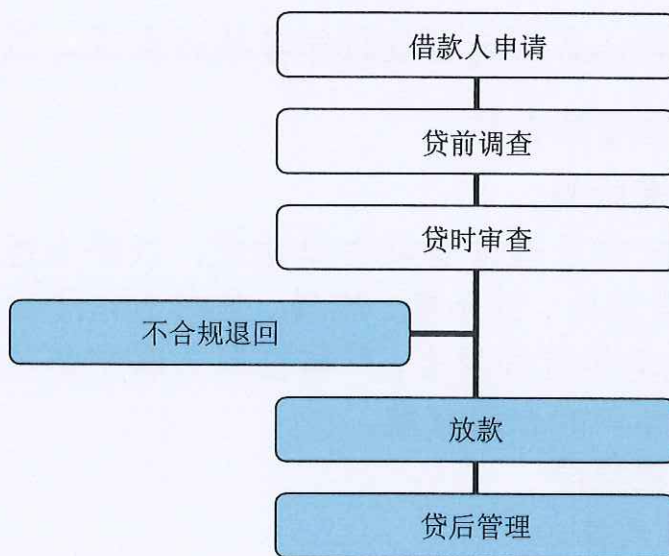 借款人申请
贷前调查
贷时审查
不合规退回
放款
贷后管理